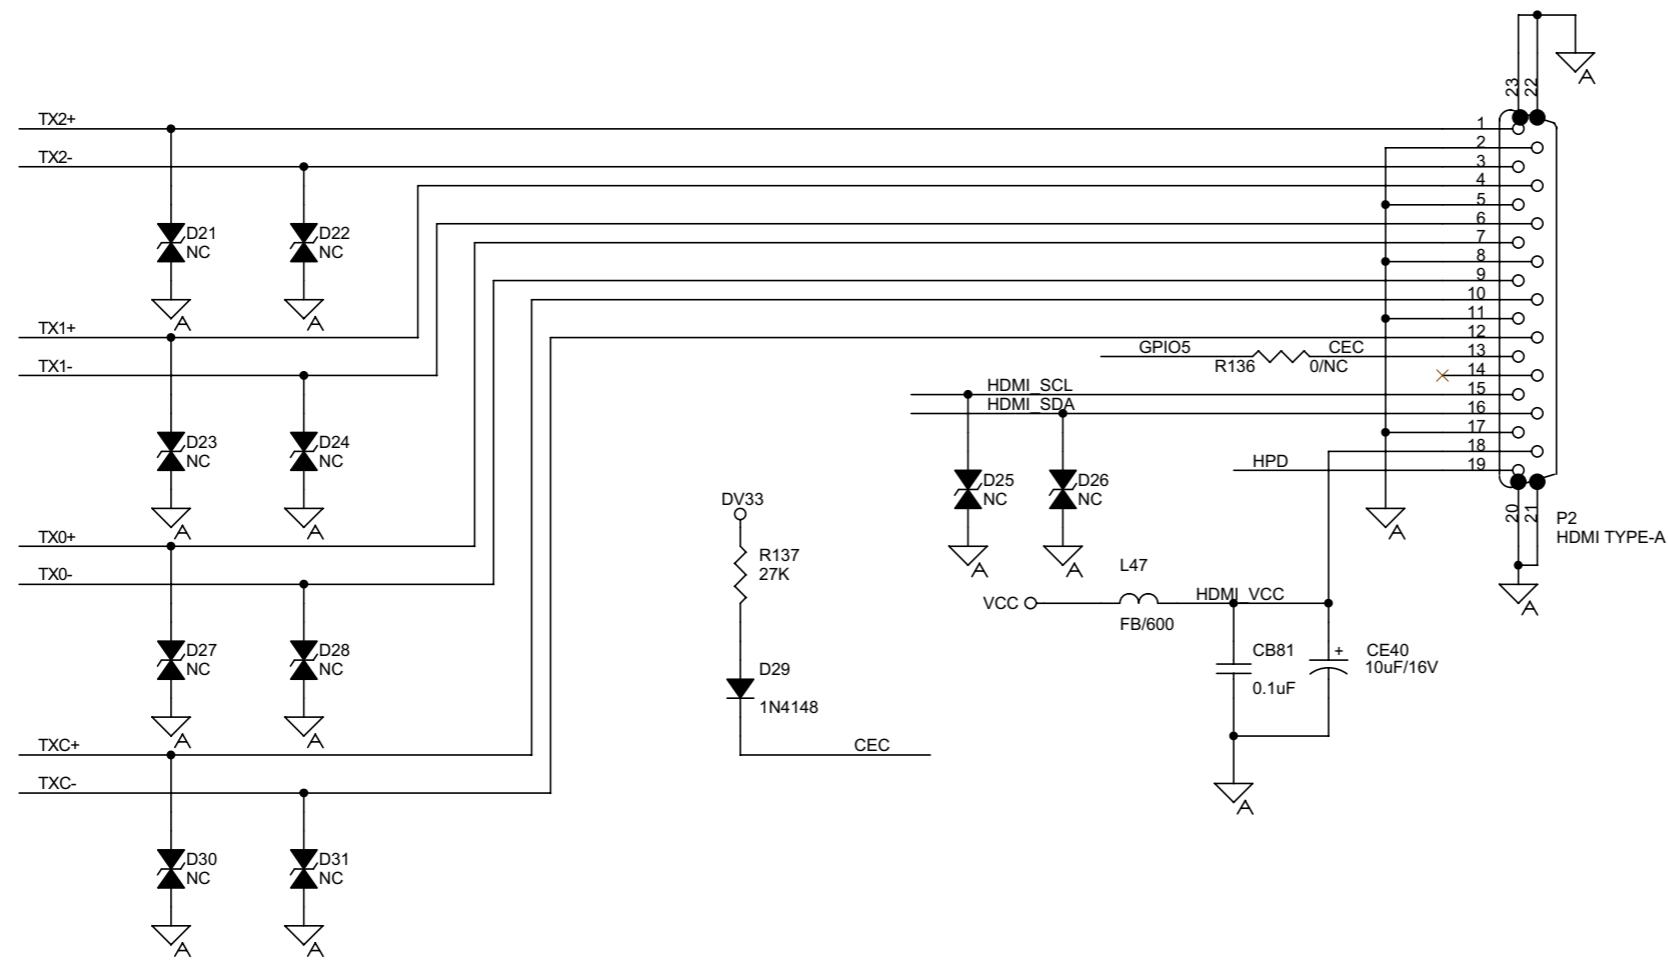 23
22
A
TX2+
1
2
TX2-
3
4
5
6
D21
D22
7
NC
NC
8
9
10
11
A
A
TX1+
12
GPIO5
CEC
13
R136
0/NC
TX1-
14
HDMI_SCL
15
HDMI_SDA
16
17
D23
D24
18
NC
NC
HPD
19
D25
D26
NC
NC
DV33
20
21
P2
A
A
A
HDMI TYPE-A
TX0+
R137
27K
L47
A
A
TX0-
VCC
HDMI_VCC
A
FB/600
D27
D28
CB81
+
CE40
NC
NC
D29
10uF/16V
0.1uF
1N4148
A
A
TXC+
CEC
TXC-
A
D30
D31
NC
NC
A
A